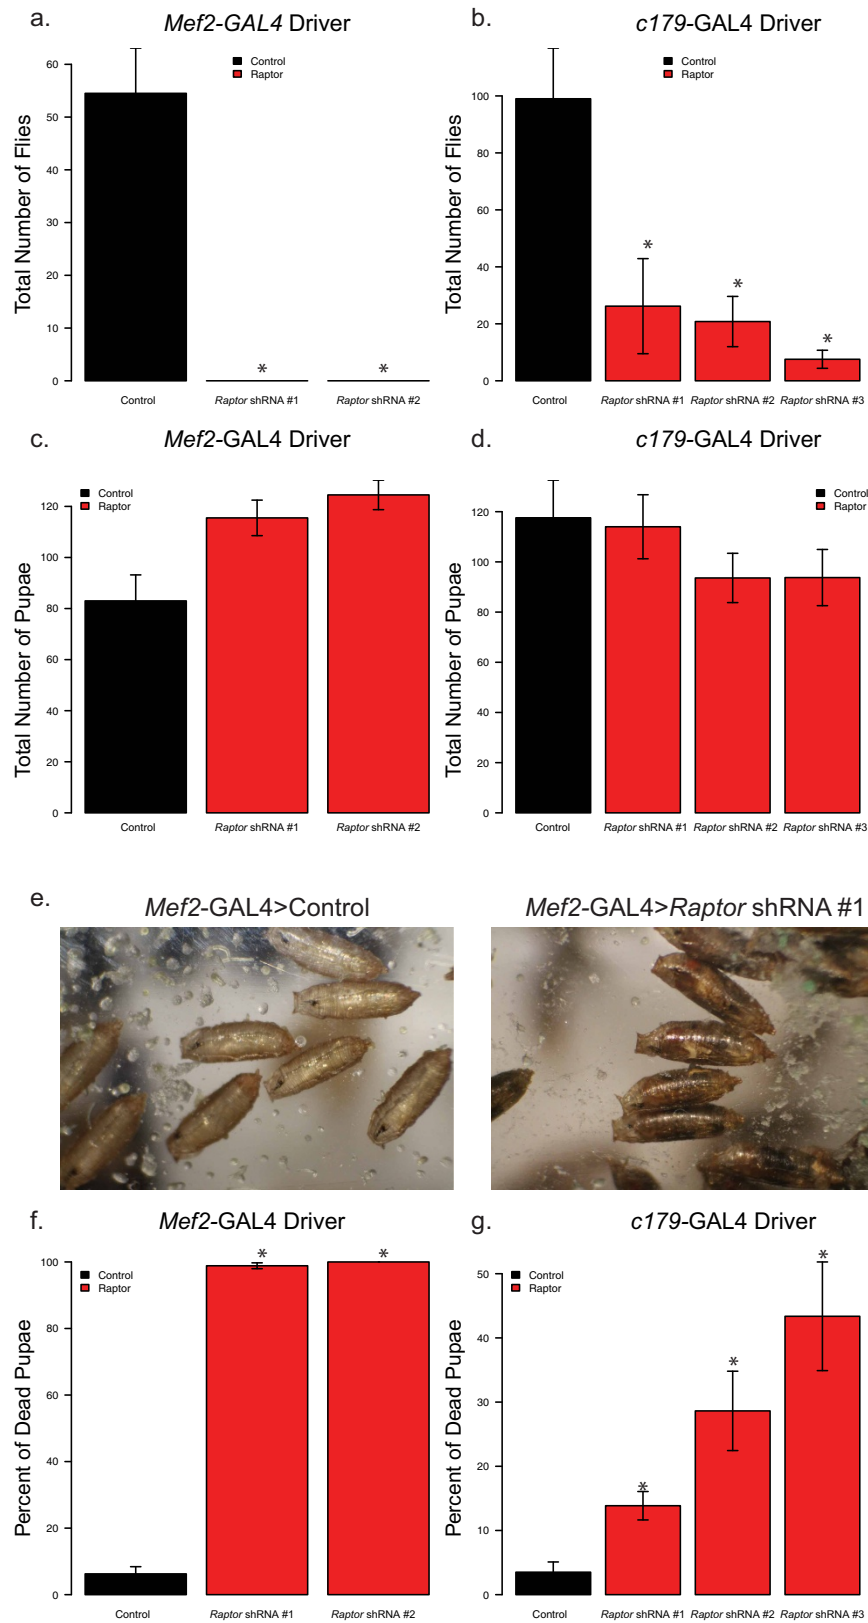 a.
Mef2-GAL4 Driver
Total Number of Flies
60
50
40
30
20
10
0
Control
Raptor
*
*
Control
Raptor shRNA #1
Raptor shRNA #2
b.
c179-GAL4 Driver
Total Number of Flies
100
80
60
40
20
0
Control
Raptor
*
*
*
Control
Raptor shRNA #1
Raptor shRNA #2
Raptor shRNA #3
c.
Mef2-GAL4 Driver
Total Number of Pupae
120
100
80
60
40
20
0
Control
Raptor
Control
Raptor shRNA #1
Raptor shRNA #2
d.
c179-GAL4 Driver
Total Number of Pupae
120
100
80
60
40
20
0
Control
Raptor
Control
Raptor shRNA #1
Raptor shRNA #2
Raptor shRNA #3
e.
Mef2-GAL4>Control
Mef2-GAL4>Raptor shRNA #1
f.
Mef2-GAL4 Driver
Percent of Dead Pupae
100
80
60
40
20
0
Control
Raptor
*
*
Control
Raptor shRNA #1
Raptor shRNA #2
g.
c179-GAL4 Driver
Percent of Dead Pupae
50
40
30
20
10
0
Control
Raptor
*
*
*
Control
Raptor shRNA #1
Raptor shRNA #2
Raptor shRNA #3